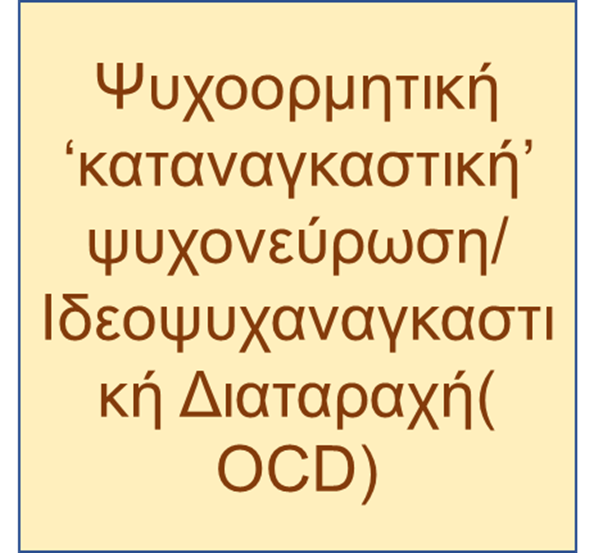 Ψυχοορμητική
‘καταναγκαστική’
ψυχονεύρωση/
Ιδεοψυχαναγκαστι
κή Διαταραχή(
OCD)